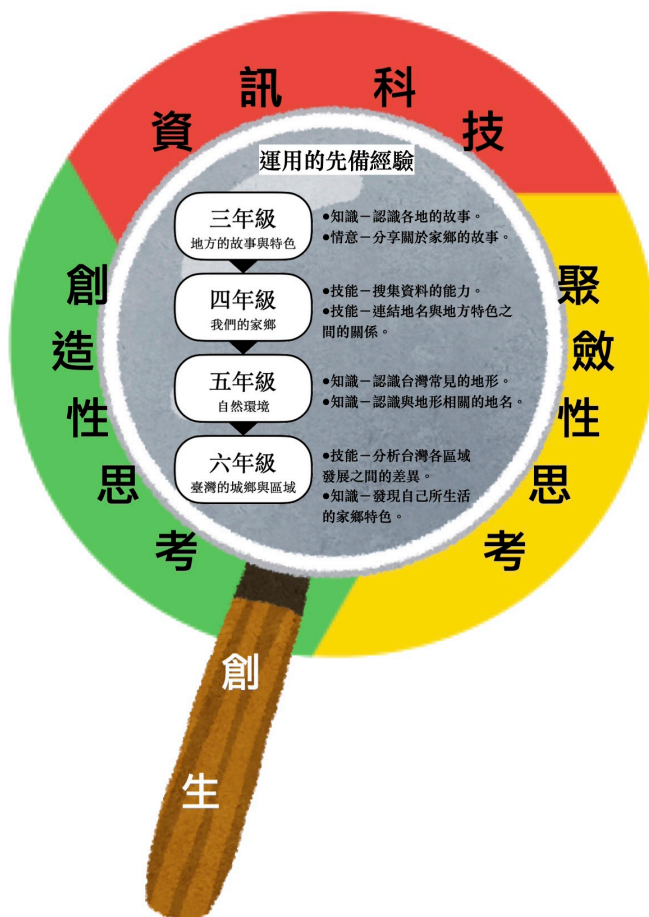 資訊科技
運用的先備經驗
三年級
地方的故事與特色
●知識－認識各地的故事。
●情意－分享關於家鄉的故事。
四年級
我們的家鄉
●技能－搜集資料的能力。
●技能－連結地名與地方特色之
間的關係。
五年級
自然環境
●知識－認識台灣常見的地形。
●知識－認識與地形相關的地名。
六年級
臺灣的城鄉與區域
●技能－分析台灣各區域
發展之間的差異。
●知識－發現自己所生活
的家鄉特色。
創造性思考
聚斂性思考
創生